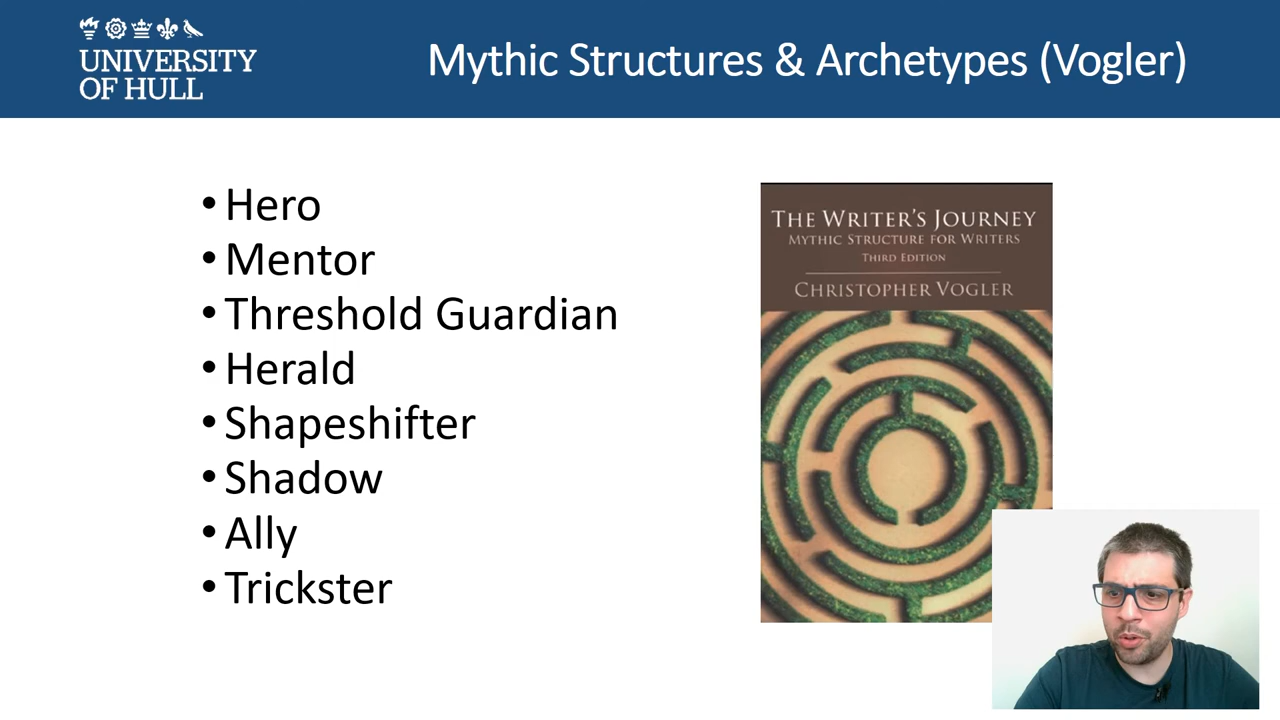 UNIVERSITY
OF HULL
Mythic Structures & Archetypes (Vogler)
• Hero
• Mentor
• Threshold Guardian
• Herald
• Shapeshifter
• Shadow
• Ally
• Trickster
THE WRITER'S JOURNEY
MYTHIC STRUCTURE FOR WRITERS
THIRD EDITION
CHRISTOPHER VOGLER